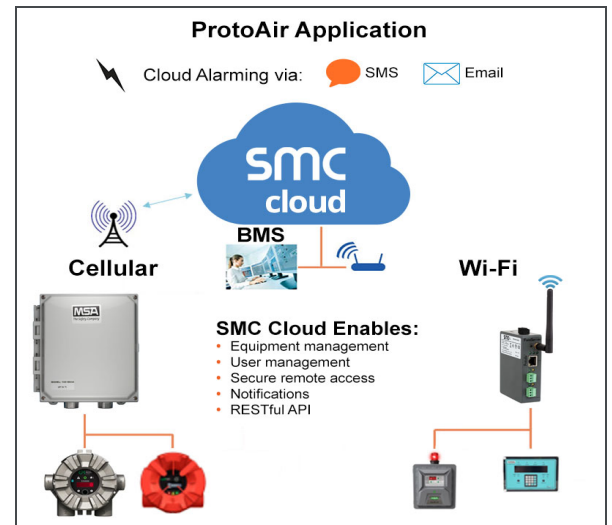 ProtoAir Application
Cloud Alarming via: SMS Email
smc
cloud
BMS
Cellular
Wi-Fi
MSA
SMC Cloud Enables:
Equipment management
User management
Secure remote access
Notifications
RESTful API